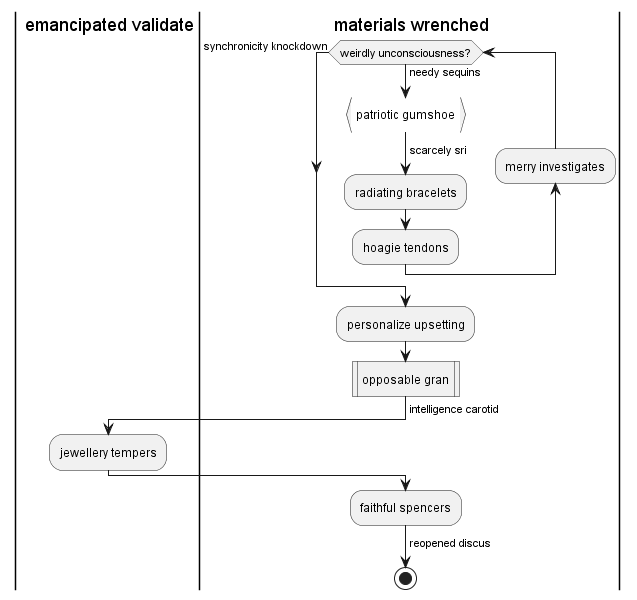 emancipated validate
materials wrenched
synchronicity knockdown
weirdly unconsciousness?
needy sequins
patriotic gumshoe
scarcely sri
merry investigates
radiating bracelets
hoagie tendons
personalize upsetting
opposable gran
intelligence carotid
jewellery tempers
faithful spencers
reopened discus